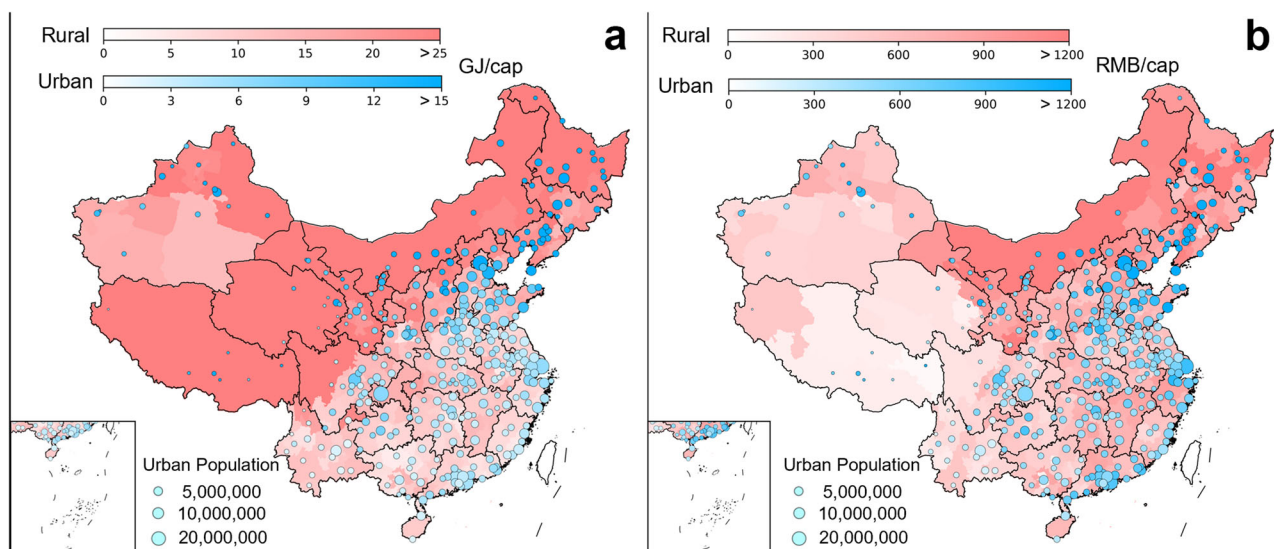 Rural
0 5 10 15 20 >25
Urban
0 3 6 9 12 >15
GJ/cap
a
Urban Population
5,000,000
10,000,000
20,000,000
Rural
0 300 600 900 >1200
Urban
0 300 600 900 >1200
RMB/cap
b
Urban Population
5,000,000
10,000,000
20,000,000